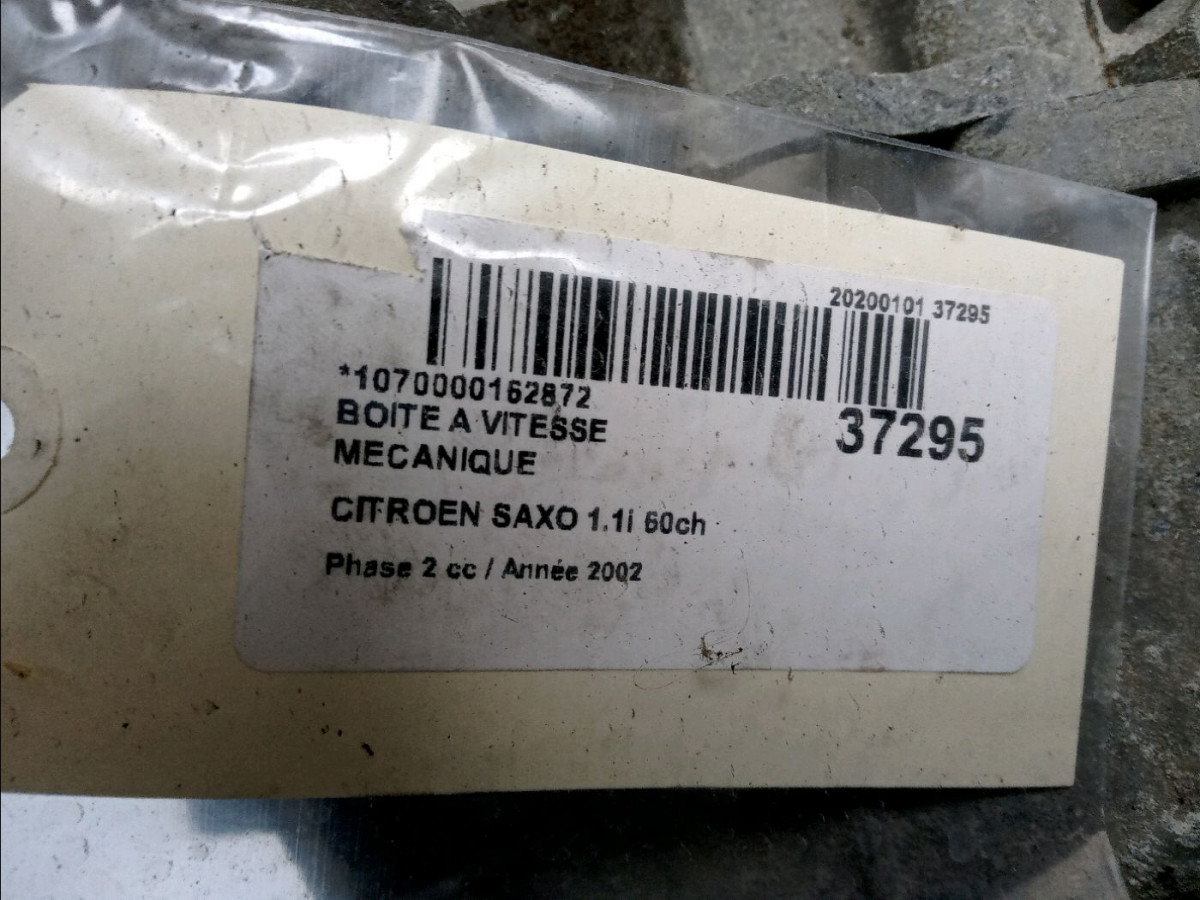 20200101 37295
*1070000162872
37295
BOITE A VITESSE
MECANIQUE
CITROEN SAXO 1.1i 60ch
Phase 2 cc / Année 2002